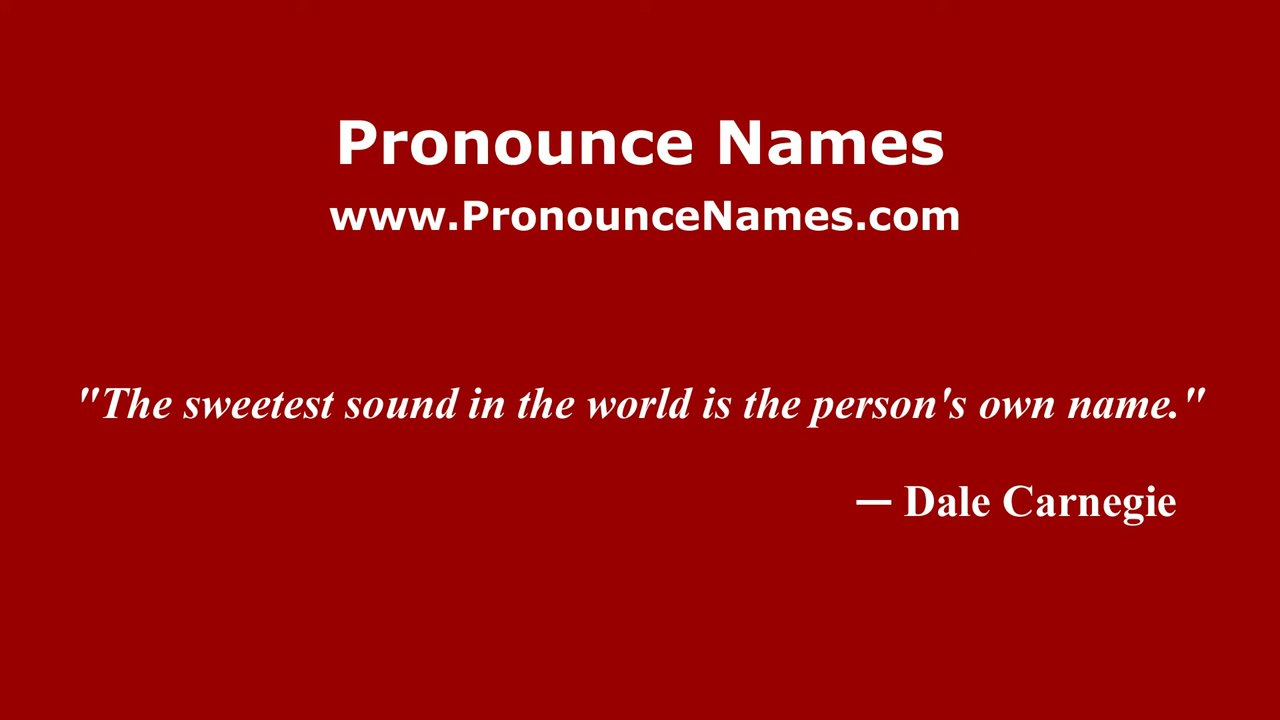 Pronounce Names
www.PronounceNames.com
"The sweetest sound in the world is the person's own name."
— Dale Carnegie